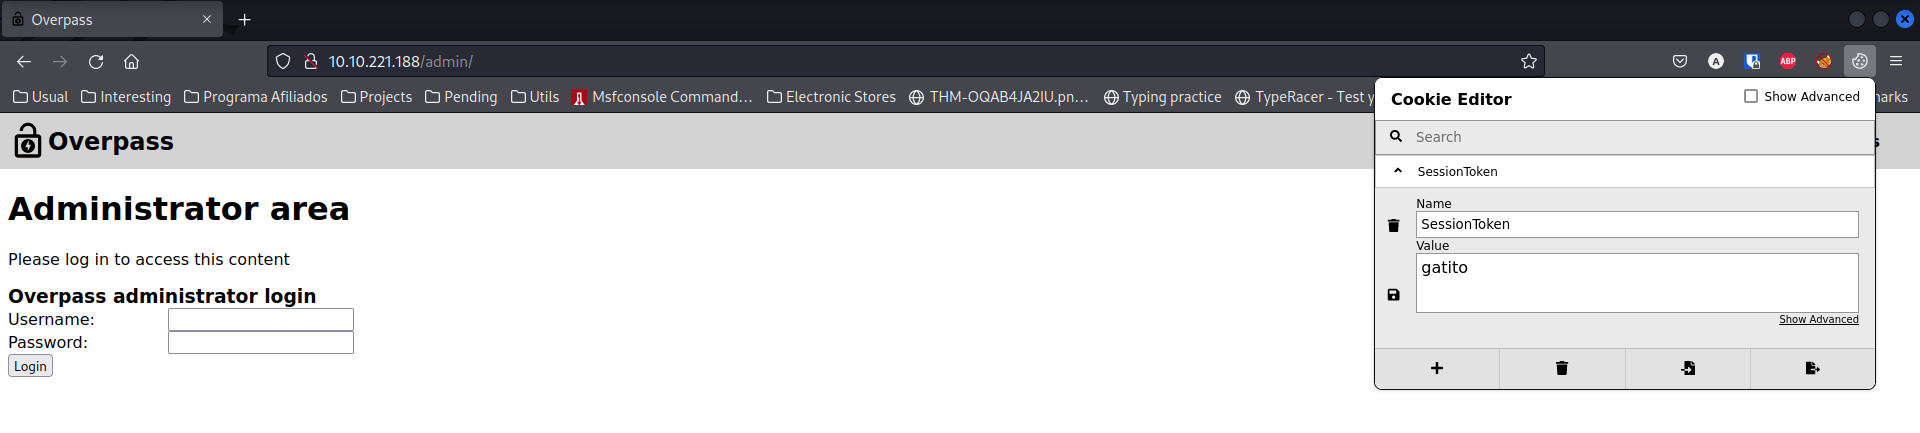 Overpass
10.10.221.188/admin/
A
ABP
Usual Interesting Programa Afiliados Projects Pending Utils Msfconsole Command... Electronic Stores THM-OQAB4JA2IU.pn... Typing practice TypeRacer - Test y
Overpass
Administrator area
Please log in to access this content
Overpass administrator login
Username:
Password:
Login
Cookie Editor
Show Advanced
Search
SessionToken
Name
SessionToken
Value
gatito
Show Advanced